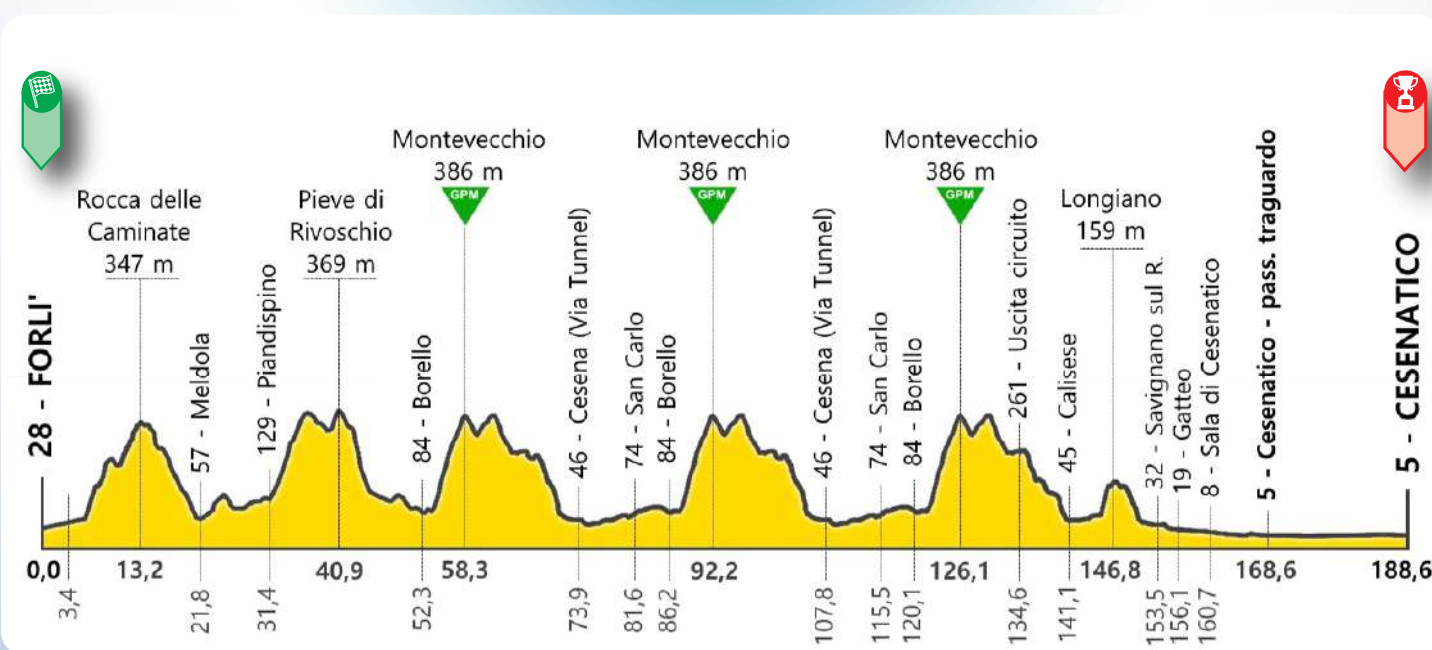 Montevecchio
386 m
GPM
Montevecchio
386 m
GPM
Montevecchio
386 m
GPM
Rocca delle
Caminate
347 m
Pieve di
Rivoschio
369 m
Longiano
159 m
28 - FORLI'
57 - Meldola
129 - Piandispino
84 - Borello
46 - Cesena (Via Tunnel)
74 - San Carlo
84 - Borello
46 - Cesena (Via Tunnel)
74 - San Carlo
84 - Borello
261 - Uscita circuito
45 - Calisese
32 - Savignano sul R.
19 - Gatteo
8 - Sala di Cesenatico
5 - Cesenatico - pass. traguardo
5 - CESENATICO
0,0
13,2
40,9
58,3
92,2
126,1
146,8
168,6
188,6
3,4
21,8
31,4
52,3
73,9
81,6
86,2
107,8
115,5
120,1
134,6
141,1
153,5
156,1
160,7